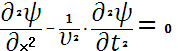 ∂²ψ/∂x² - 1/υ² · ∂²ψ/∂t² = 0